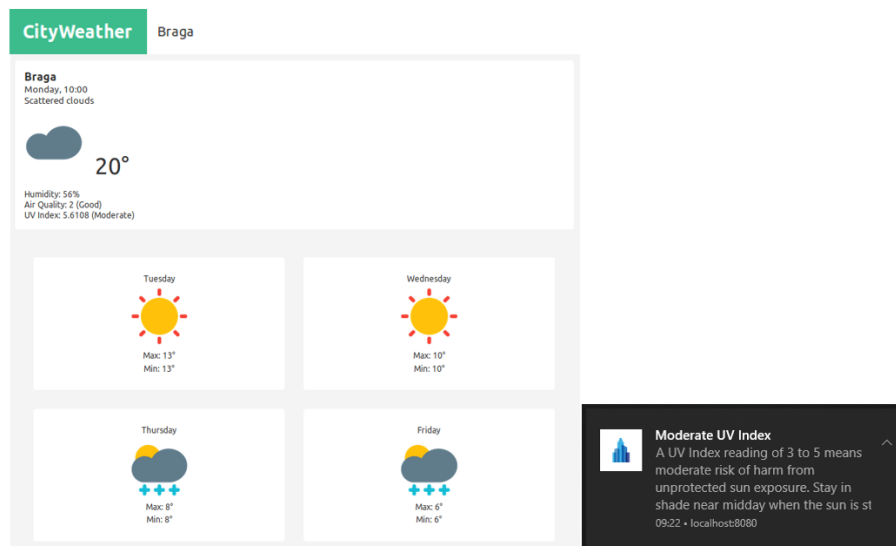 CityWeather Braga
Braga
Monday, 10:00
Scattered clouds
20°
Humidity: 56%
Air Quality: 2 (Good)
UV Index: 5.6108 (Moderate)
Tuesday
Max: 13°
Min: 13°
Wednesday
Max: 10°
Min: 10°
Thursday
Max: 8°
Min: 8°
Friday
Max: 6°
Min: 6°
Moderate UV Index
A UV Index reading of 3 to 5 means
moderate risk of harm from
unprotected sun exposure. Stay in
shade near midday when the sun is st
09:22 • localhost:8080